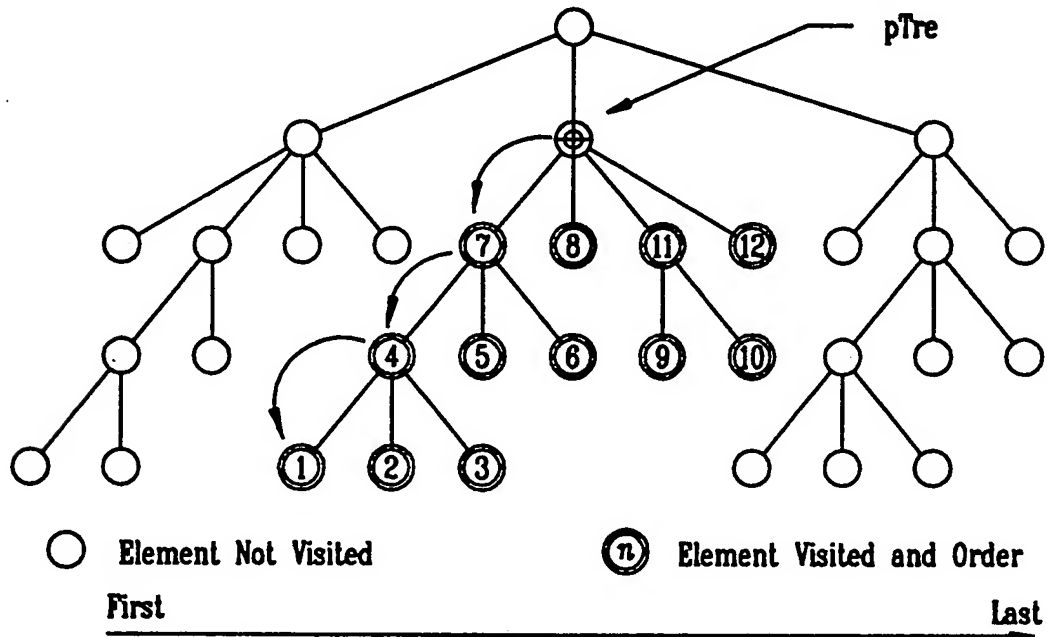 pTre
7 8 11 12
4 5 6 9 10
1 2 3
Element Not Visited
n Element Visited and Order
First Last